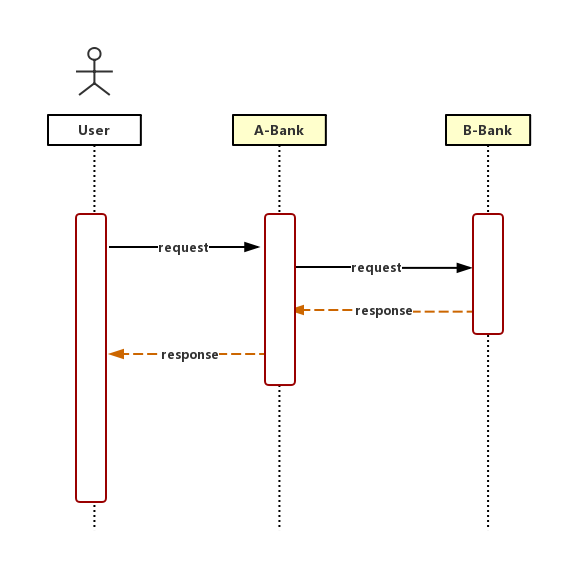 User
A-Bank
B-Bank
request
request
response
response